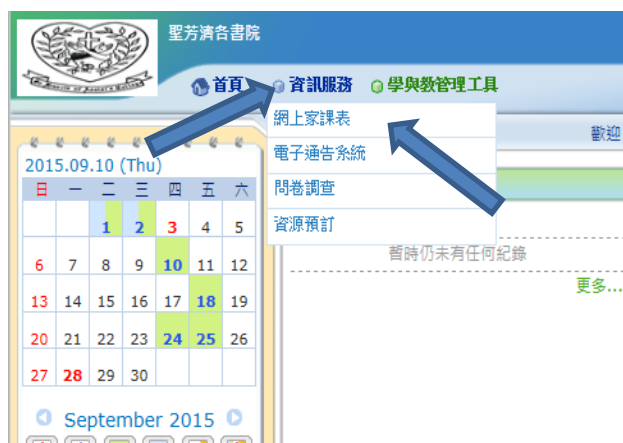 聖芳濟各書院
首頁 資訊服務 學與教管理工具
網上家課表
電子通告系統
問卷調查
資源預訂
歡迎
暫時仍未有任何紀錄
更多...
2015.09.10 (Thu)
日 一 二 三 四 五 六
1 2 3 4 5
6 7 8 9 10 11 12
13 14 15 16 17 18 19
20 21 22 23 24 25 26
27 28 29 30
September 2015